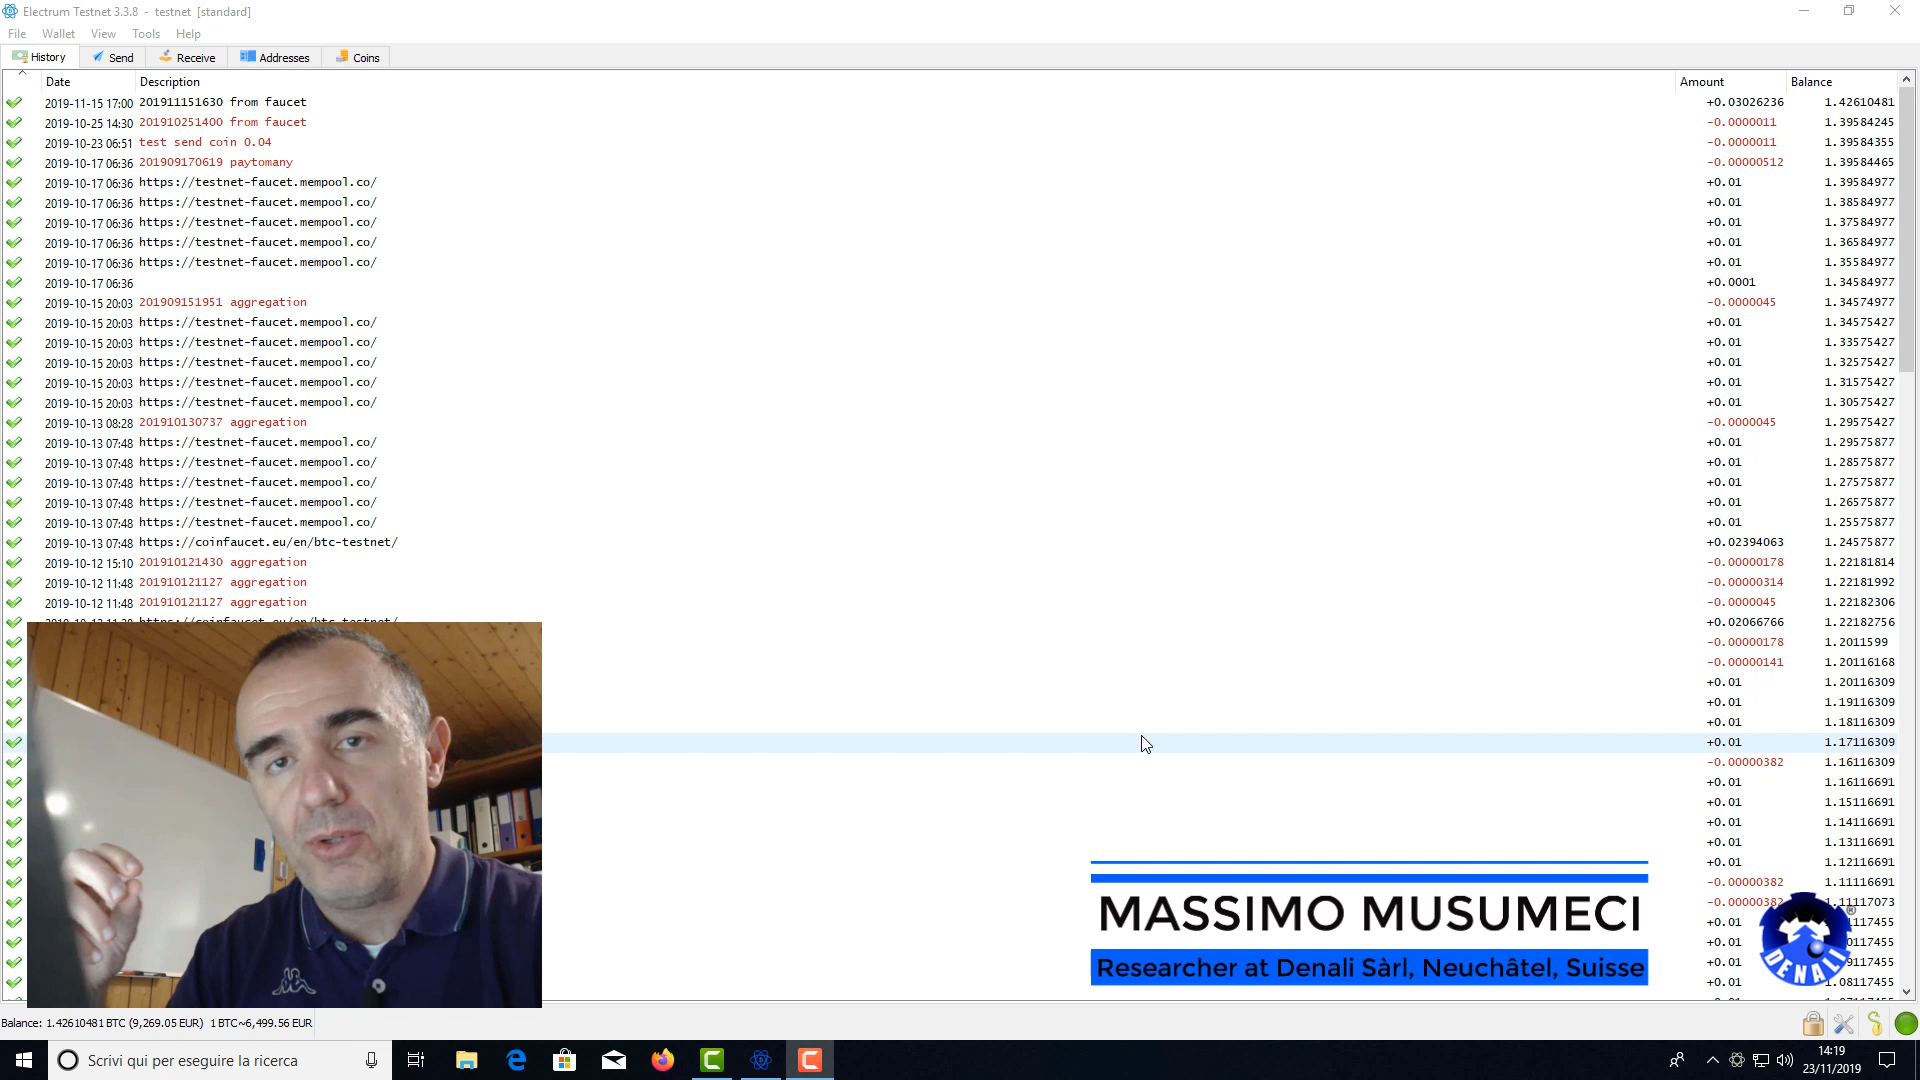 Electrum Testnet 3.3.8 - testnet [standard]
File Wallet View Tools Help
History Send Receive Addresses Coins
Date Description Amount Balance
2019-11-15 17:00 201911151630 from faucet +0.03026236 1.42610481
2019-10-25 14:30 201910251400 from faucet -0.0000011 1.39584245
2019-10-23 06:51 test send coin 0.04 -0.0000011 1.39584355
2019-10-17 06:36 201909170619 paytomany -0.00000512 1.39584465
2019-10-17 06:36 https://testnet-faucet.mempool.co/ +0.01 1.39584977
2019-10-17 06:36 https://testnet-faucet.mempool.co/ +0.01 1.38584977
2019-10-17 06:36 https://testnet-faucet.mempool.co/ +0.01 1.37584977
2019-10-17 06:36 https://testnet-faucet.mempool.co/ +0.01 1.36584977
2019-10-17 06:36 https://testnet-faucet.mempool.co/ +0.01 1.35584977
2019-10-17 06:36 +0.0001 1.34584977
2019-10-15 20:03 201909151951 aggregation -0.0000045 1.34574977
2019-10-15 20:03 https://testnet-faucet.mempool.co/ +0.01 1.34575427
2019-10-15 20:03 https://testnet-faucet.mempool.co/ +0.01 1.33575427
2019-10-15 20:03 https://testnet-faucet.mempool.co/ +0.01 1.32575427
2019-10-15 20:03 https://testnet-faucet.mempool.co/ +0.01 1.31575427
2019-10-15 20:03 https://testnet-faucet.mempool.co/ +0.01 1.30575427
2019-10-13 08:28 201910130737 aggregation -0.0000045 1.29575427
2019-10-13 07:48 https://testnet-faucet.mempool.co/ +0.01 1.29575877
2019-10-13 07:48 https://testnet-faucet.mempool.co/ +0.01 1.28575877
2019-10-13 07:48 https://testnet-faucet.mempool.co/ +0.01 1.27575877
2019-10-13 07:48 https://testnet-faucet.mempool.co/ +0.01 1.26575877
2019-10-13 07:48 https://testnet-faucet.mempool.co/ +0.01 1.25575877
2019-10-13 07:48 https://coinfaucet.eu/en/btc-testnet/ +0.02394063 1.24575877
2019-10-12 15:10 201910121430 aggregation -0.00000178 1.22181814
2019-10-12 11:48 201910121127 aggregation -0.00000314 1.22181992
2019-10-12 11:48 201910121127 aggregation -0.0000045 1.22182306
https://coinfaucet.eu/en/btc-testnet/ +0.02066766 1.22182756
-0.00000178 1.2011599
-0.00000141 1.20116168
+0.01 1.20116309
+0.01 1.19116309
+0.01 1.18116309
+0.01 1.17116309
-0.00000382 1.16116309
+0.01 1.16116691
+0.01 1.15116691
+0.01 1.14116691
+0.01 1.13116691
+0.01 1.12116691
-0.00000382 1.11116691
-0.00000382 1.11117073
+0.01
+0.01
+0.01
+0.01 1.08117455
MASSIMO MUSUMECI
Researcher at Denali Sàrl, Neuchâtel, Suisse
DENALI ®
Balance: 1.42610481 BTC (9,269.05 EUR) 1 BTC~6,499.56 EUR
Scrivi qui per eseguire la ricerca
14:19
23/11/2019